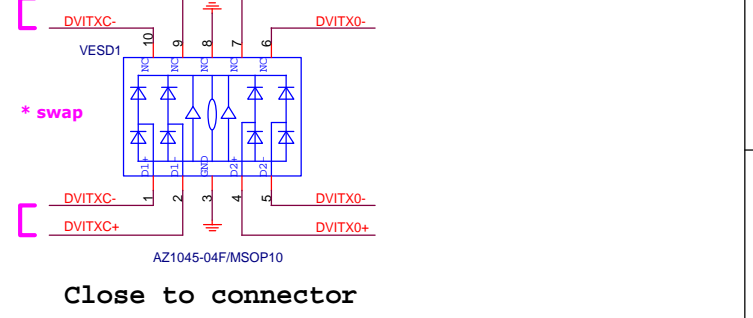 DVITXC- DVITX0-
10 9 8 7 6
VESD1
NC NC NC NC NC
* swap
D1+ D1- GND D2+ D2-
DVITXC- 1 2 3 4 5 DVITX0-
DVITXC+ DVITX0+
AZ1045-04F/MSOP10
Close to connector